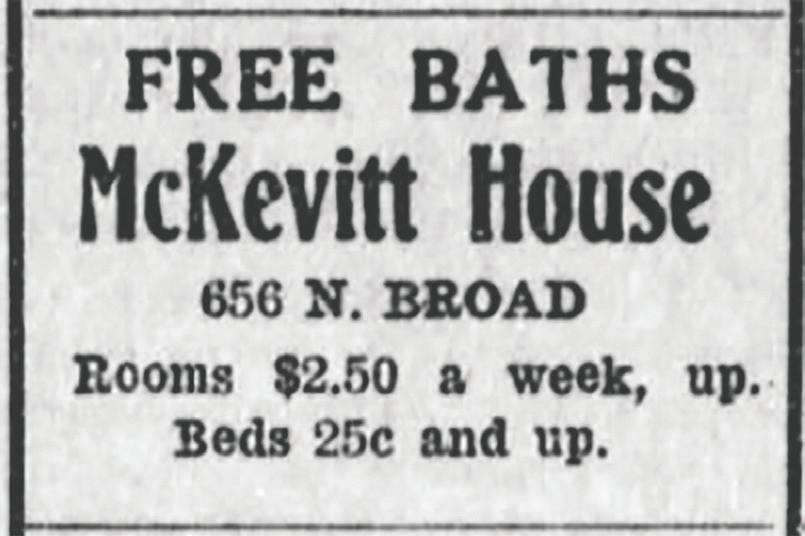 FREE BATHS
McKevitt House
656 N. BROAD
Rooms $2.50 a week, up.
Beds 25c and up.